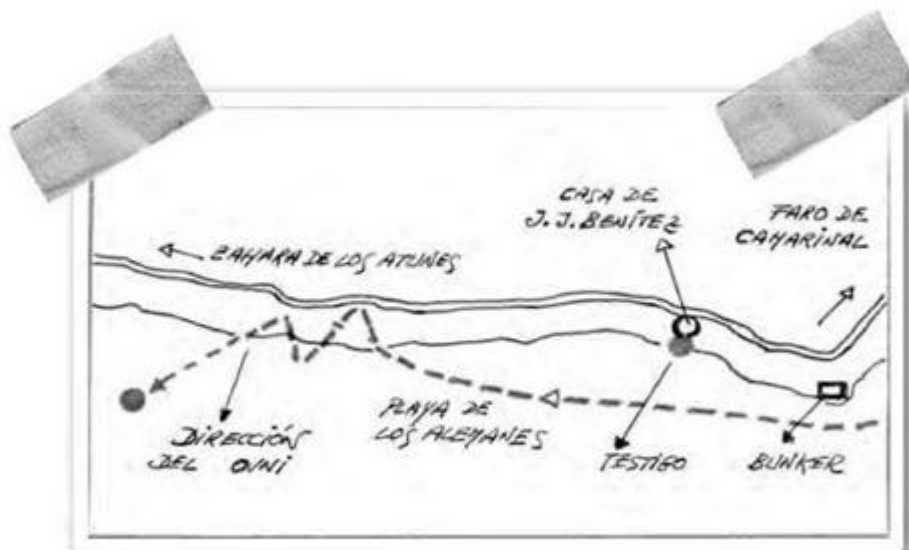 CASA DE
J.J. BENÍTEZ
FARO DE
CAMARINAL
ZAHARA DE LOS ATUNES
PLAYA DE
LOS ALEMANES
DIRECCIÓN
DEL OVNI
TESTIGO
BUNKER